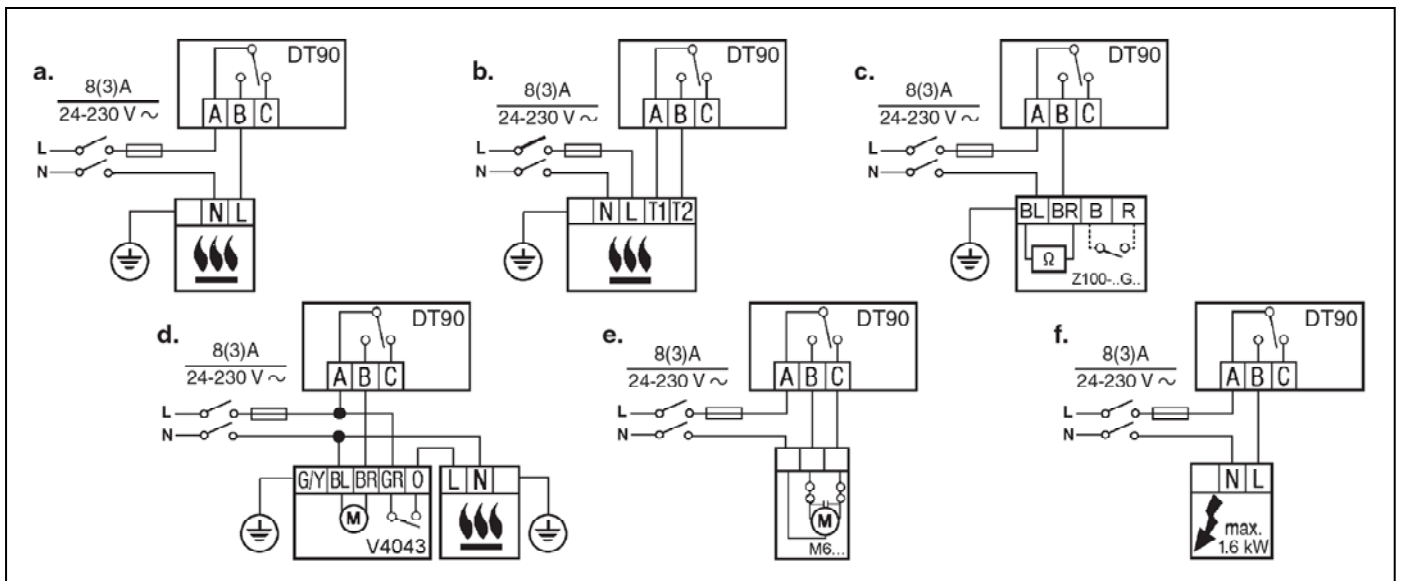 a.
8(3)A
24-230 V ~
DT90
A B C
L
N
N L
b.
8(3)A
24-230 V ~
DT90
A B C
L
N
N L T1 T2
c.
8(3)A
24-230 V ~
DT90
A B C
L
N
BL BR B R
Ω
Z100-..G..
d.
8(3)A
24-230 V ~
DT90
A B C
L
N
G/Y BL BR GR O
L N
M
V4043
e.
8(3)A
24-230 V ~
DT90
A B C
L
N
M
M6...
f.
8(3)A
24-230 V ~
DT90
A B C
L
N
N L
max.
1.6 kW